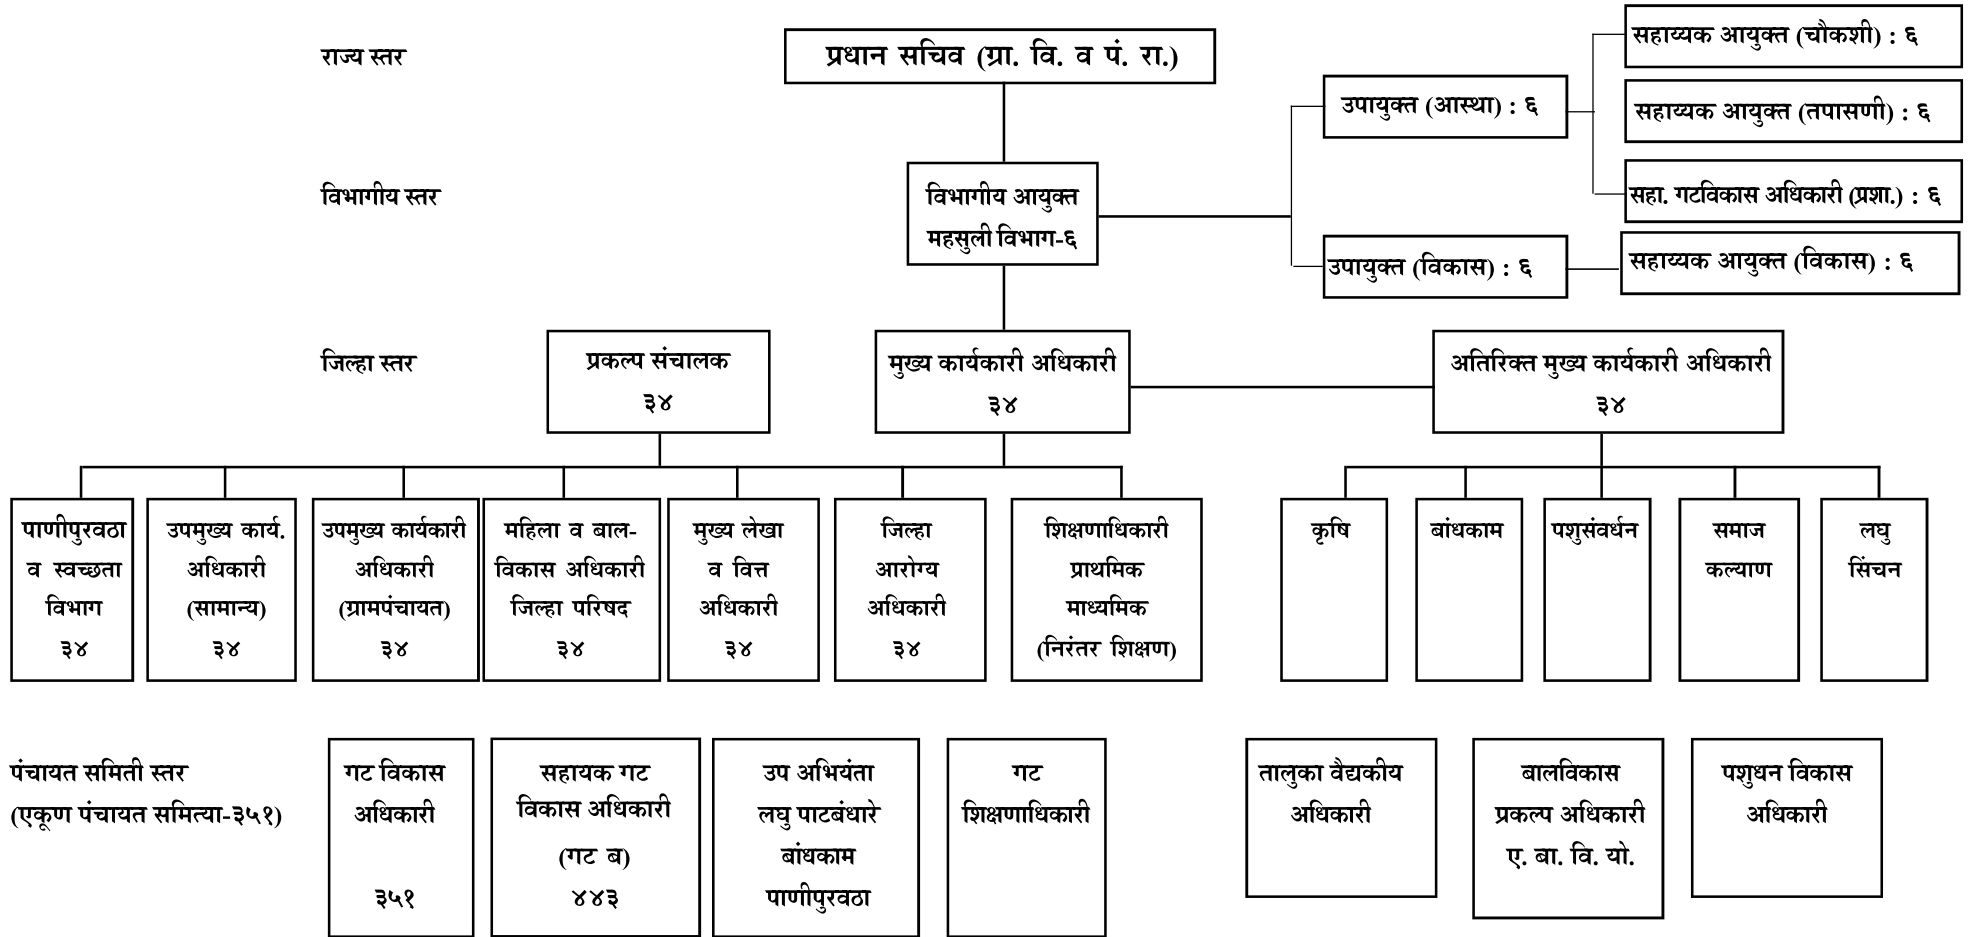 राज्य स्तर
प्रधान सचिव (ग्रा. वि. व पं. रा.)
सहाय्यक आयुक्त (चौकशी) : ६
उपायुक्त (आस्था) : ६
सहाय्यक आयुक्त (तपासणी) : ६
सहा. गटविकास अधिकारी (प्रशा.) : ६
विभागीय स्तर
विभागीय आयुक्त
महसुली विभाग-६
उपायुक्त (विकास) : ६
सहाय्यक आयुक्त (विकास) : ६
जिल्हा स्तर
प्रकल्प संचालक
३४
मुख्य कार्यकारी अधिकारी
३४
अतिरिक्त मुख्य कार्यकारी अधिकारी
३४
पाणीपुरवठा
व स्वच्छता
विभाग
३४
उपमुख्य कार्य.
अधिकारी
(सामान्य)
३४
उपमुख्य कार्यकारी
अधिकारी
(ग्रामपंचायत)
३४
महिला व बाल-
विकास अधिकारी
जिल्हा परिषद
३४
मुख्य लेखा
व वित्त
अधिकारी
३४
जिल्हा
आरोग्य
अधिकारी
३४
शिक्षणाधिकारी
प्राथमिक
माध्यमिक
(निरंतर शिक्षण)
कृषि
बांधकाम
पशुसंवर्धन
समाज
कल्याण
लघु
सिंचन
पंचायत समिती स्तर
(एकूण पंचायत समित्या-३५१)
गट विकास
अधिकारी
३५१
सहायक गट
विकास अधिकारी
(गट ब)
४४३
उप अभियंता
लघु पाटबंधारे
बांधकाम
पाणीपुरवठा
गट
शिक्षणाधिकारी
तालुका वैद्यकीय
अधिकारी
बालविकास
प्रकल्प अधिकारी
ए. बा. वि. यो.
पशुधन विकास
अधिकारी